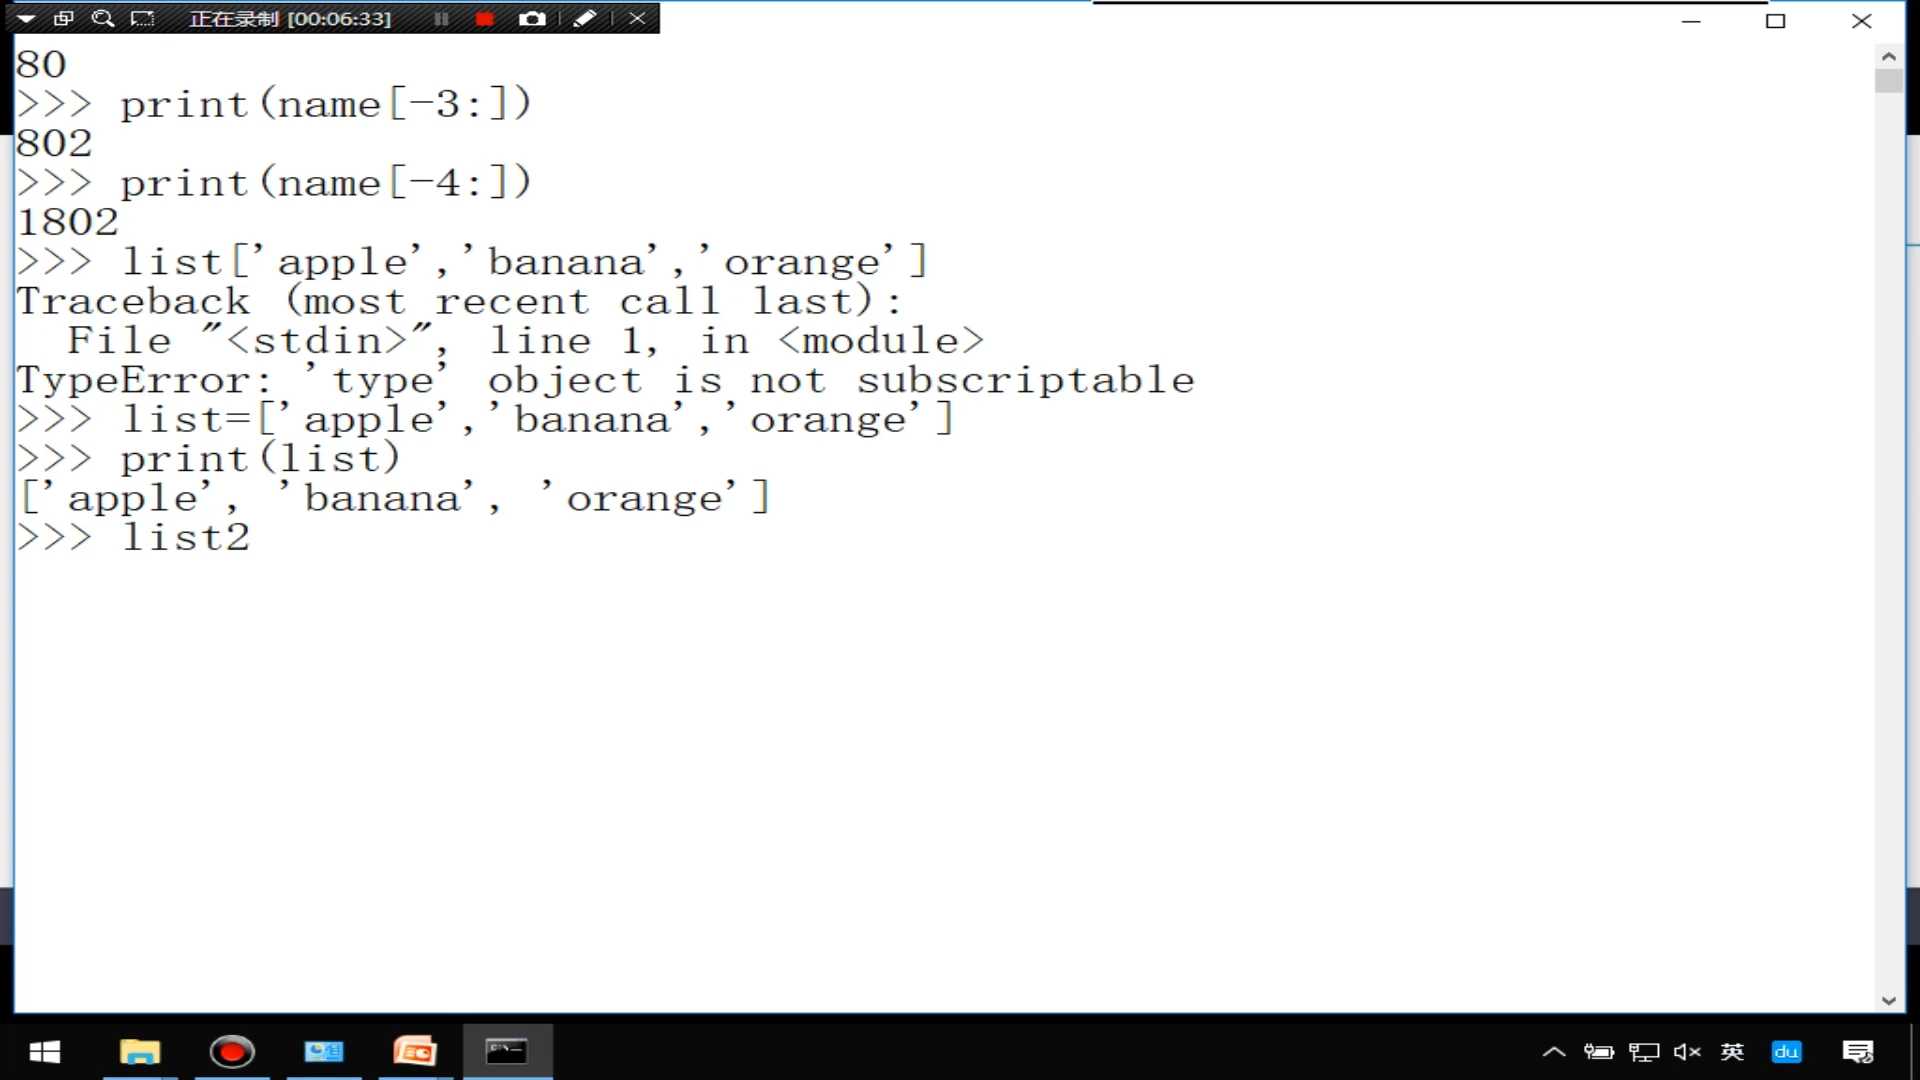 正在录制 [00:06:33]
80
>>> print(name[-3:])
802
>>> print(name[-4:])
1802
>>> list['apple','banana','orange']
Traceback (most recent call last):
  File "<stdin>", line 1, in <module>
TypeError: 'type' object is not subscriptable
>>> list=['apple','banana','orange']
>>> print(list)
['apple', 'banana', 'orange']
>>> list2
英 du